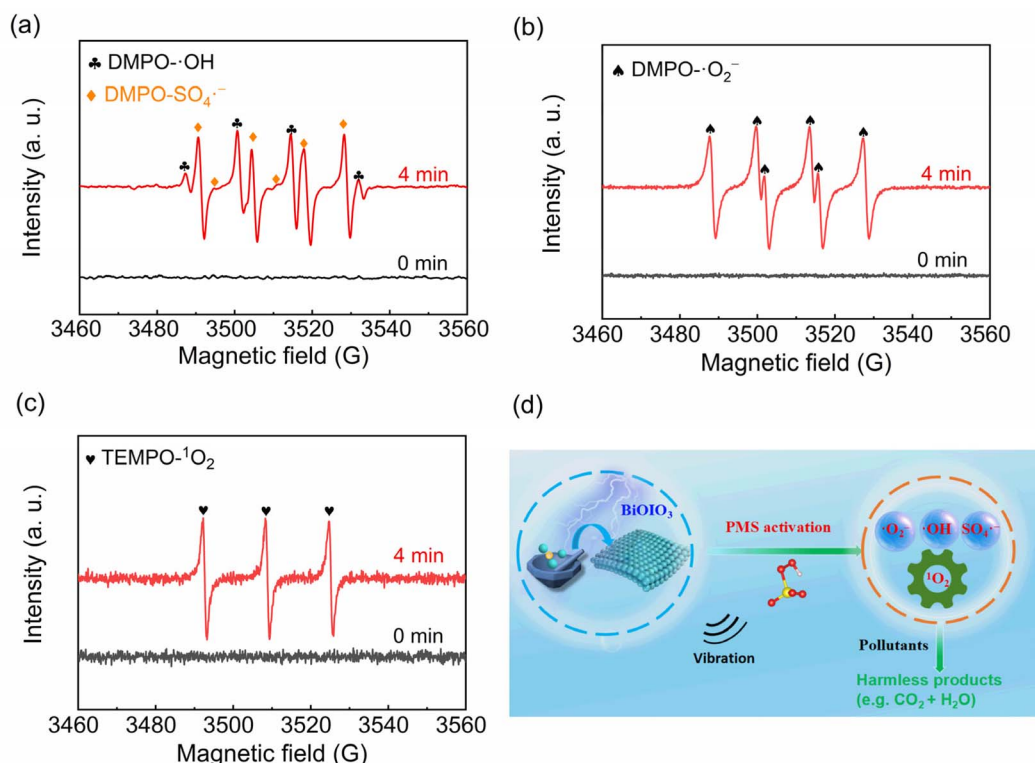 (a)
♣ DMPO-·OH
♦ DMPO-SO₄·⁻
4 min
0 min
Intensity (a. u.)
3460 3480 3500 3520 3540 3560
Magnetic field (G)
(b)
♠ DMPO-·O₂⁻
4 min
0 min
Intensity (a. u.)
3460 3480 3500 3520 3540 3560
Magnetic field (G)
(c)
♥ TEMPO-¹O₂
4 min
0 min
Intensity (a. u.)
3460 3480 3500 3520 3540 3560
Magnetic field (G)
(d)
BiOIO₃
PMS activation
Vibration
·O₂⁻ ·OH SO₄·⁻
¹O₂
Pollutants
Harmless products
(e.g. CO₂ + H₂O)